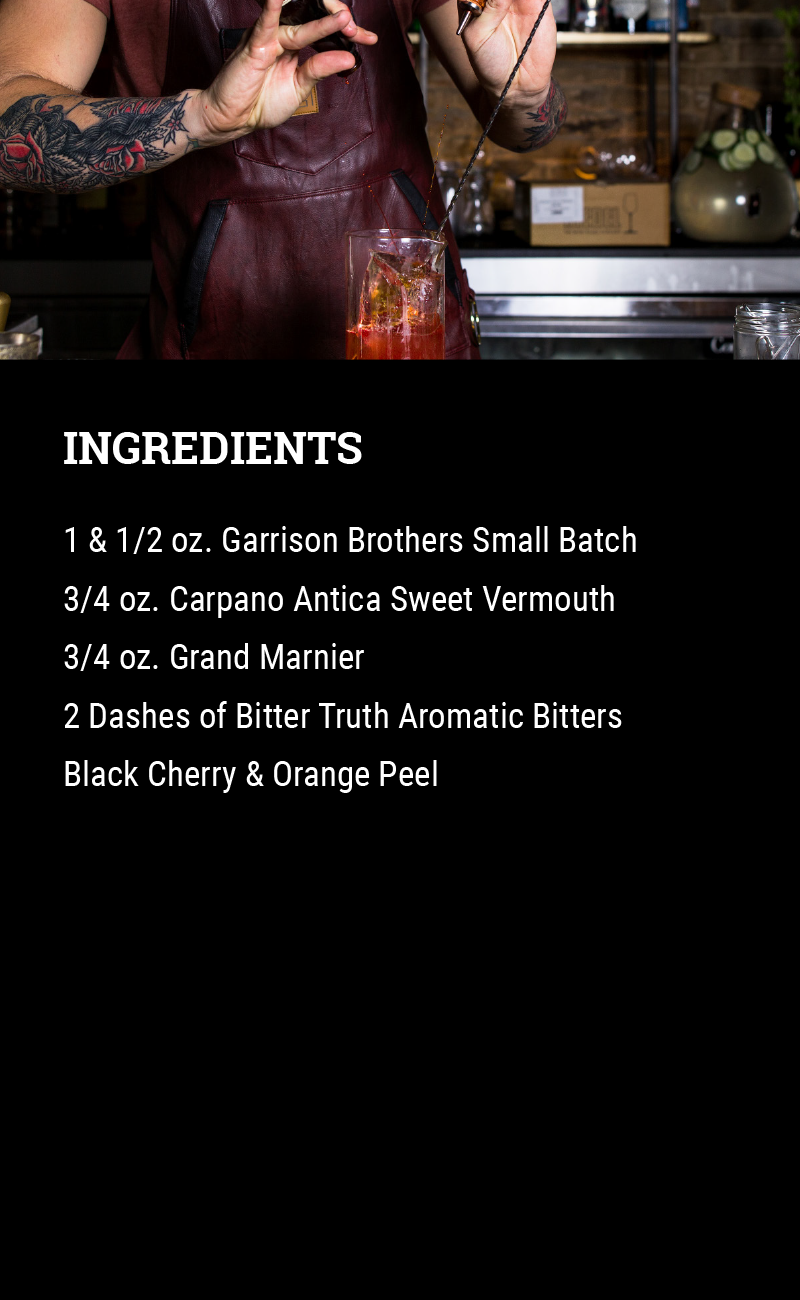 INGREDIENTS
1 & 1/2 oz. Garrison Brothers Small Batch
3/4 oz. Carpano Antica Sweet Vermouth
3/4 oz. Grand Marnier
2 Dashes of Bitter Truth Aromatic Bitters
Black Cherry & Orange Peel